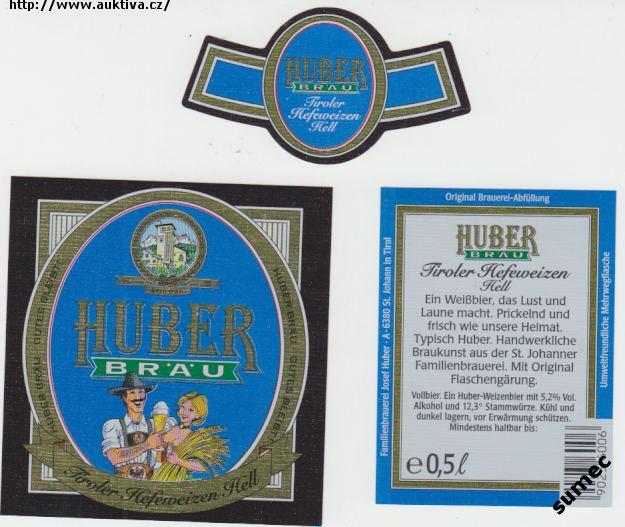 http://www.auktiva.cz/
HUBER
BRÄU
Tiroler
Hefeweizen
Hell
HUBER BRÄU GUTES BLEIBT
HUBER BRÄU GUTES BLEIBT
HUBER
BRÄU
Tiroler Hefeweizen Hell
Original Brauerei-Abfüllung
Familienbrauerei Josef Huber · A-6380 St. Johann in Tirol
HUBER
BRÄU
Tiroler Hefeweizen
Hell
Ein Weißbier, das Lust und
Laune macht. Prickelnd und
frisch wie unsere Heimat.
Typisch Huber. Handwerkliche
Braukunst aus der St. Johanner
Familienbrauerei. Mit Original
Flaschengärung.
Vollbier. Ein Huber-Weizenbier mit 5,2% Vol.
Alkohol und 12,3° Stammwürze. Kühl und
dunkel lagern, vor Erwärmung schützen.
Mindestens haltbar bis:
e 0,5 l
Umweltfreundliche Mehrwegflasche
sumec